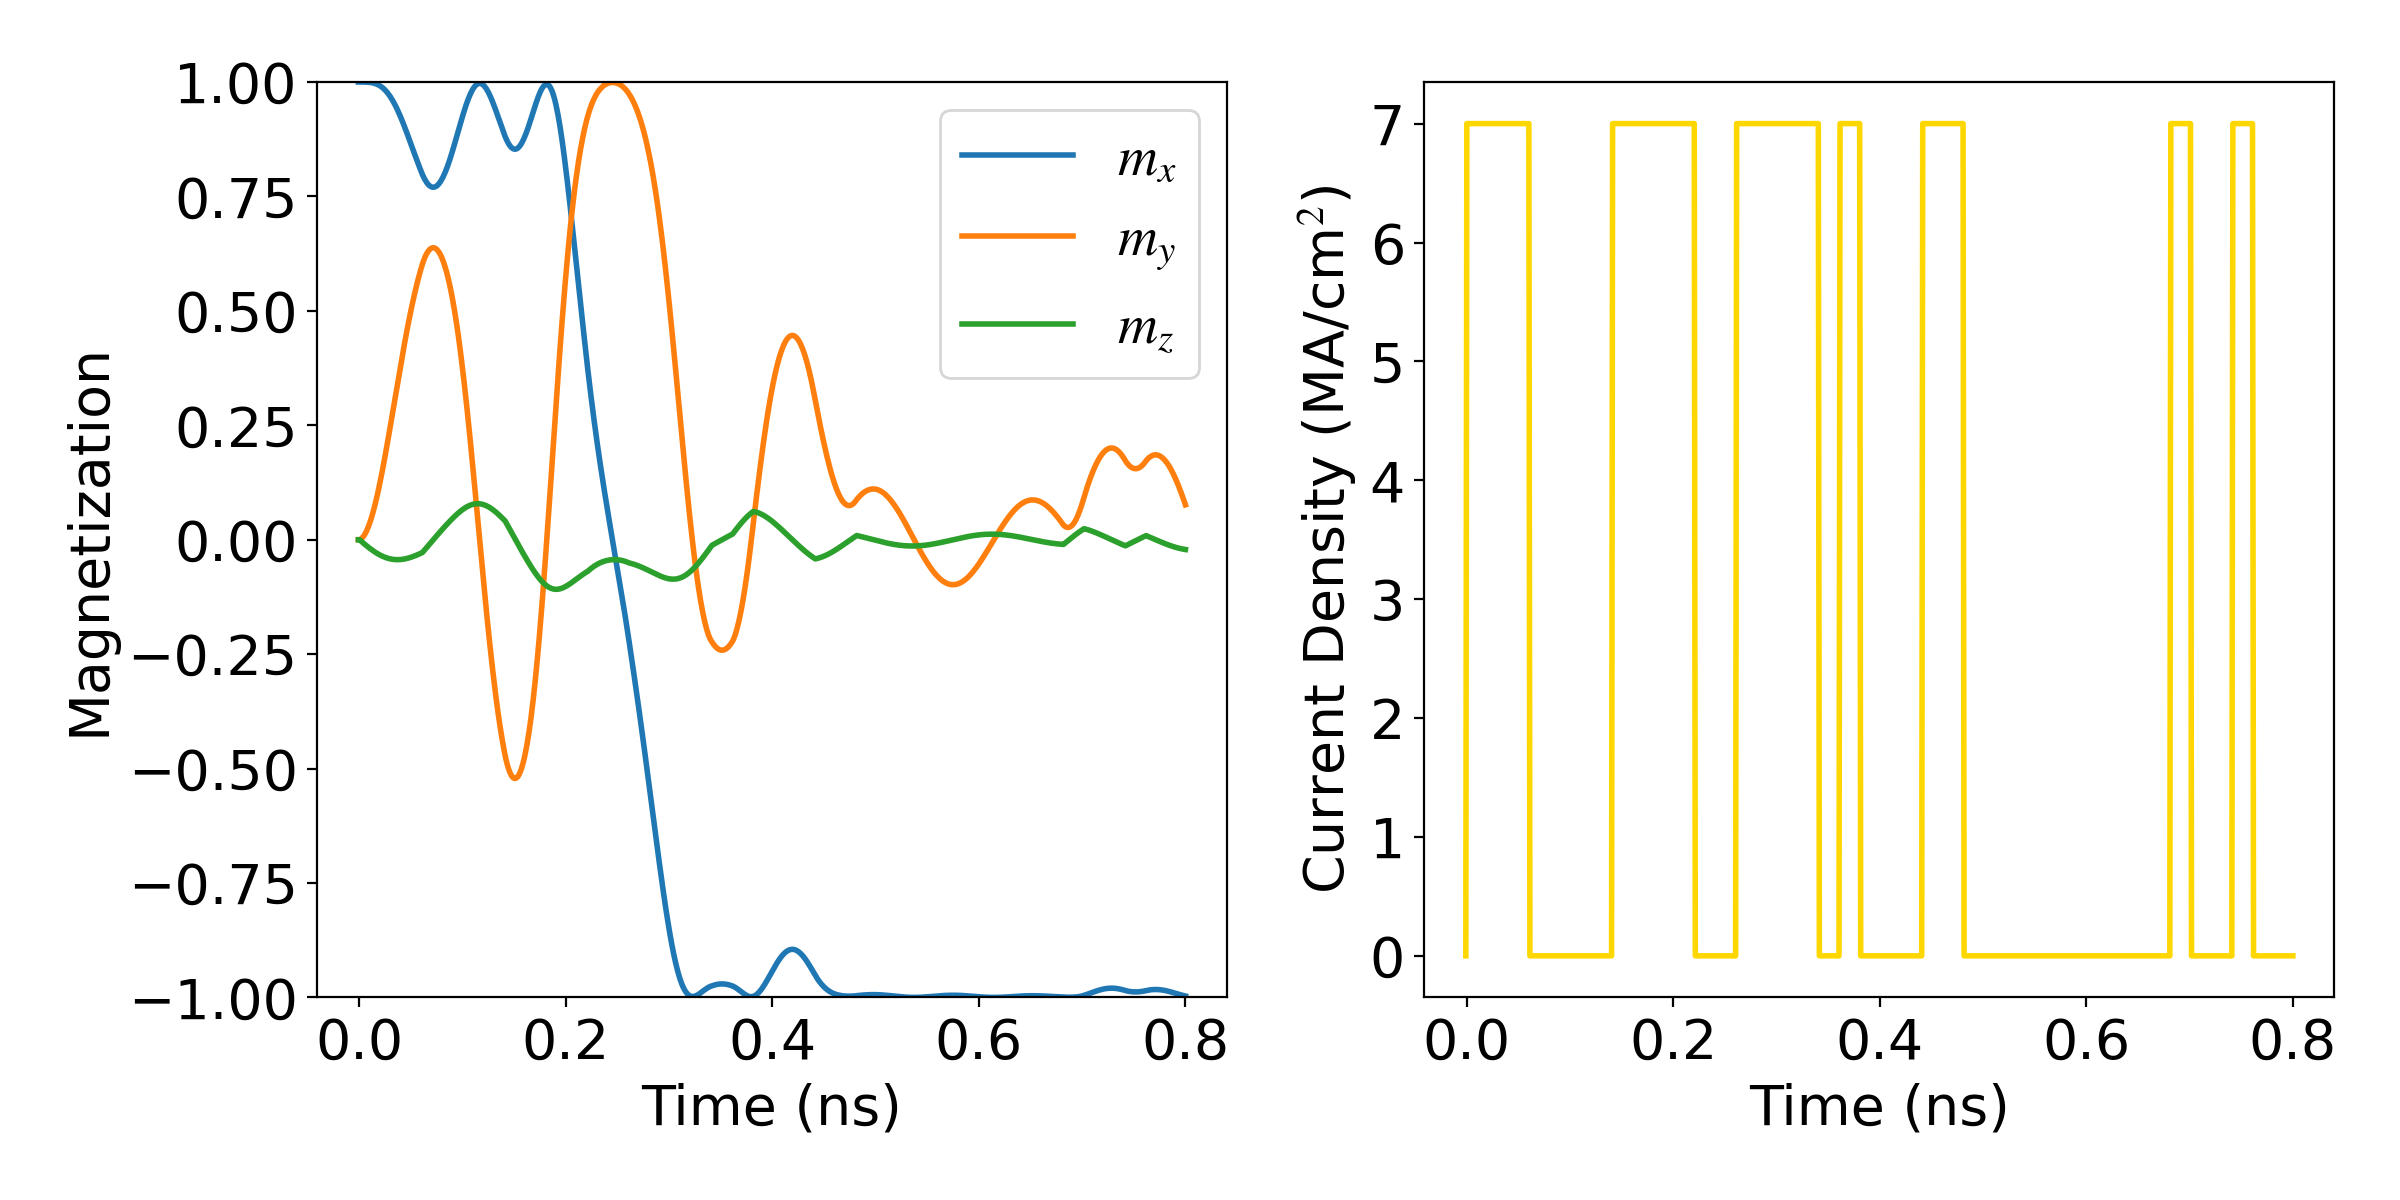 1.00
0.75
0.50
0.25
0.00
−0.25
−0.50
−0.75
−1.00
Magnetization
0.0 0.2 0.4 0.6 0.8
Time (ns)
m_x
m_y
m_z
7
6
5
4
3
2
1
0
Current Density (MA/cm²)
0.0 0.2 0.4 0.6 0.8
Time (ns)